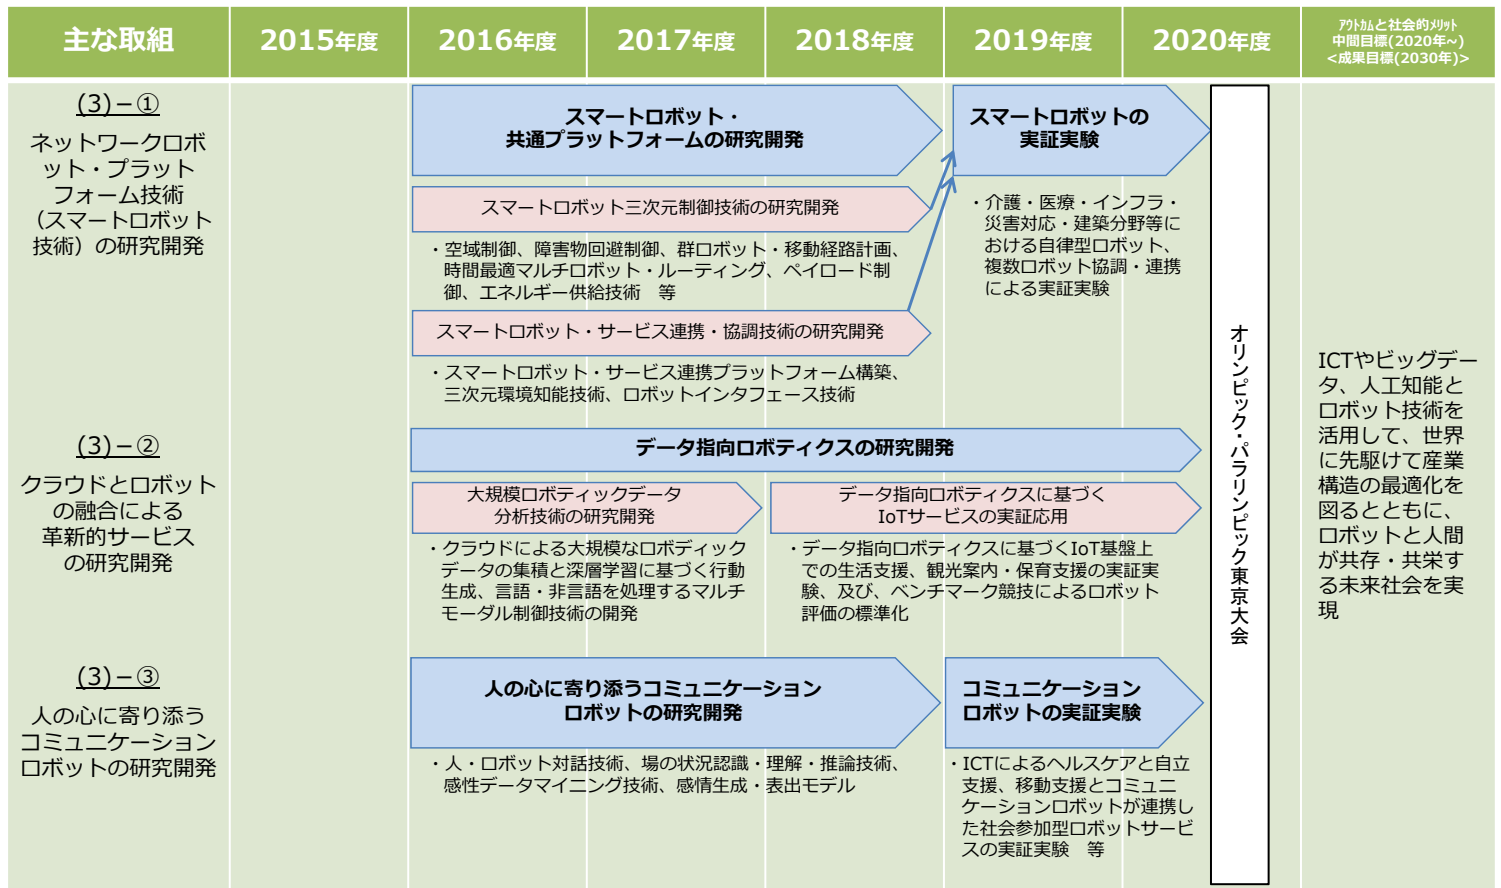 主な取組
2015年度
2016年度
2017年度
2018年度
2019年度
2020年度
ｱｳﾄｶﾑと社会的ﾒﾘｯﾄ
中間目標(2020年~)
<成果目標(2030年)>
(3)－①
ネットワークロボ
ット・プラット
フォーム技術
（スマートロボット
技術）の研究開発
スマートロボット・
共通プラットフォームの研究開発
スマートロボットの
実証実験
スマートロボット三次元制御技術の研究開発
・空域制御、障害物回避制御、群ロボット・移動経路計画、
時間最適マルチロボット・ルーティング、ペイロード制
御、エネルギー供給技術　等
・介護・医療・インフラ・
災害対応・建築分野等に
おける自律型ロボット、
複数ロボット協調・連携
による実証実験
スマートロボット・サービス連携・協調技術の研究開発
・スマートロボット・サービス連携プラットフォーム構築、
三次元環境知能技術、ロボットインタフェース技術
(3)－②
クラウドとロボット
の融合による
革新的サービス
の研究開発
データ指向ロボティクスの研究開発
大規模ロボティックデータ
分析技術の研究開発
データ指向ロボティクスに基づく
IoTサービスの実証応用
・クラウドによる大規模なロボディック
データの集積と深層学習に基づく行動
生成、言語・非言語を処理するマルチ
モーダル制御技術の開発
・データ指向ロボティクスに基づくIoT基盤上
での生活支援、観光案内・保育支援の実証実
験、及び、ベンチマーク競技によるロボット
評価の標準化
(3)－③
人の心に寄り添う
コミュニケーション
ロボットの研究開発
人の心に寄り添うコミュニケーション
ロボットの研究開発
コミュニケーション
ロボットの実証実験
・人・ロボット対話技術、場の状況認識・理解・推論技術、
感性データマイニング技術、感情生成・表出モデル
・ICTによるヘルスケアと自立
支援、移動支援とコミュニ
ケーションロボットが連携し
た社会参加型ロボットサービ
スの実証実験　等
オリンピック・パラリンピック東京大会
ICTやビッグデー
タ、人工知能と
ロボット技術を
活用して、世界
に先駆けて産業
構造の最適化を
図るとともに、
ロボットと人間
が共存・共栄す
る未来社会を実
現